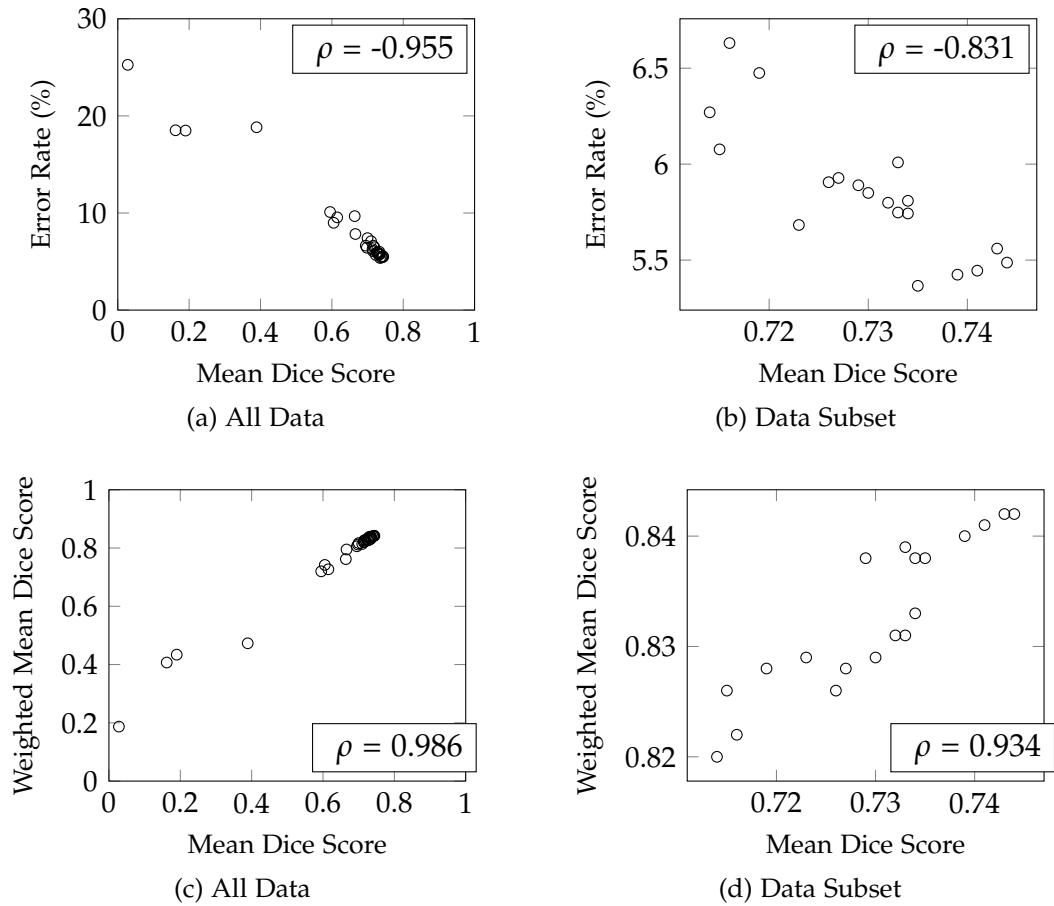 30
20
10
0
Error Rate (%)
ρ = -0.955
0 0.2 0.4 0.6 0.8 1
Mean Dice Score
(a) All Data
6.5
6
5.5
Error Rate (%)
ρ = -0.831
0.72 0.73 0.74
Mean Dice Score
(b) Data Subset
1
0.8
0.6
0.4
0.2
0
Weighted Mean Dice Score
ρ = 0.986
0 0.2 0.4 0.6 0.8 1
Mean Dice Score
(c) All Data
0.84
0.83
0.82
Weighted Mean Dice Score
ρ = 0.934
0.72 0.73 0.74
Mean Dice Score
(d) Data Subset